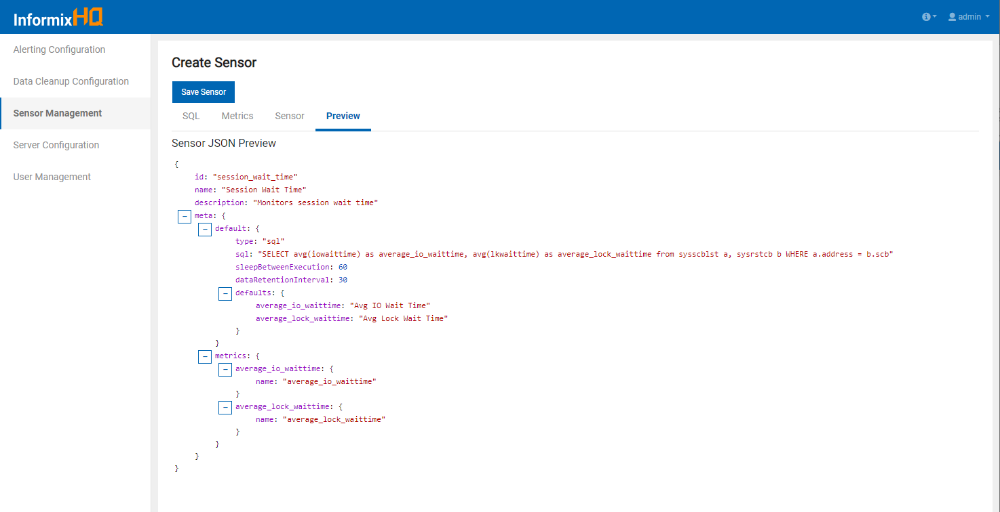 InformixHQ
admin
Alerting Configuration
Data Cleanup Configuration
Sensor Management
Server Configuration
User Management
Create Sensor
Save Sensor
SQL Metrics Sensor Preview
Sensor JSON Preview
{
id: "session_wait_time"
name: "Session Wait Time"
description: "Monitors session wait time"
meta: {
default: {
type: "sql"
sql: "SELECT avg(iowaittime) as average_io_waittime, avg(lkwaittime) as average_lock_waittime from sysscblst a, sysrstcb b WHERE a.address = b.scb"
sleepBetweenExecution: 60
dataRetentionInterval: 30
defaults: {
average_io_waittime: "Avg IO Wait Time"
average_lock_waittime: "Avg Lock Wait Time"
}
}
metrics: {
average_io_waittime: {
name: "average_io_waittime"
}
average_lock_waittime: {
name: "average_lock_waittime"
}
}
}
}